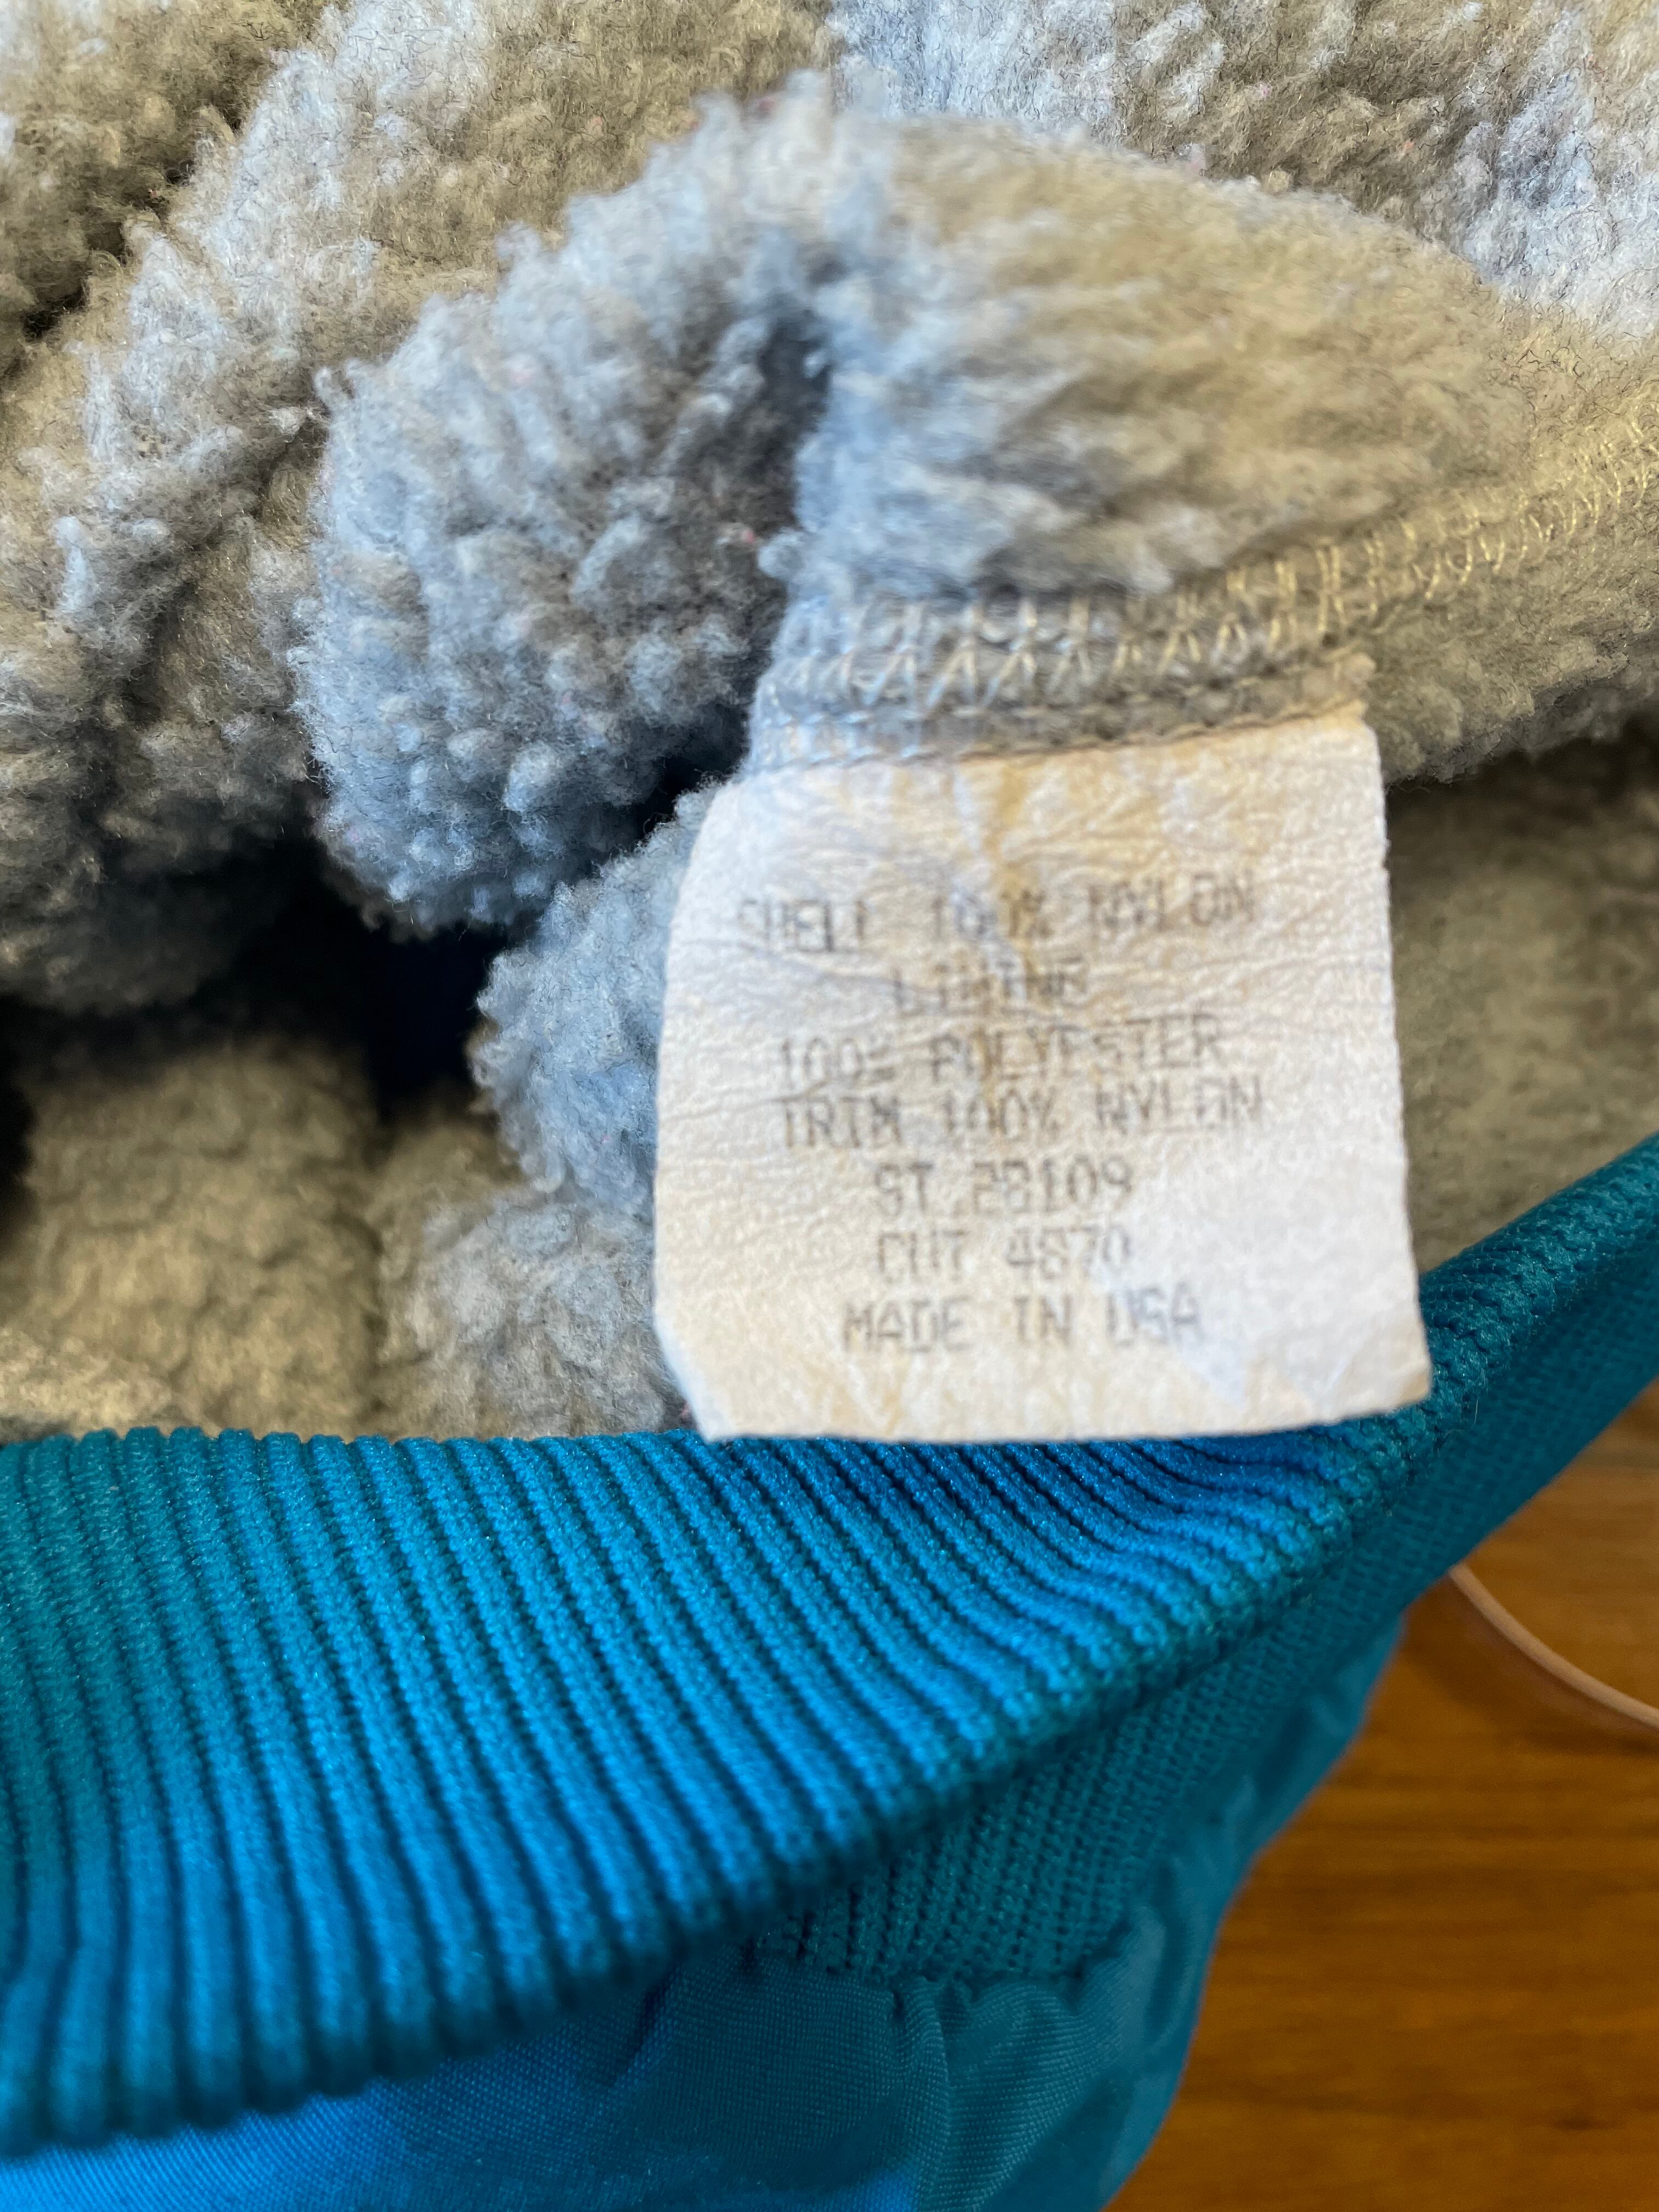 SHELL 100% NYLON
LINING
100% POLYESTER
TRIM 100% NYLON
ST.28109
CUT 4870
MADE IN USA